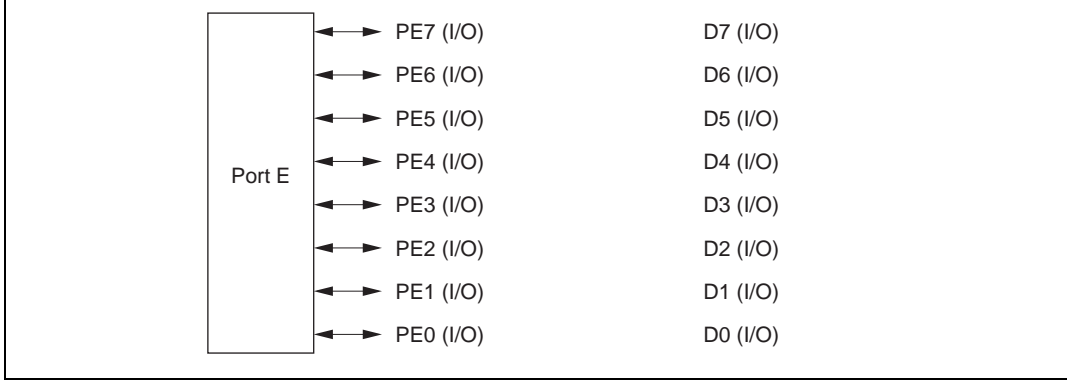 PE7 (I/O) D7 (I/O)
PE6 (I/O) D6 (I/O)
PE5 (I/O) D5 (I/O)
PE4 (I/O) D4 (I/O)
Port E
PE3 (I/O) D3 (I/O)
PE2 (I/O) D2 (I/O)
PE1 (I/O) D1 (I/O)
PE0 (I/O) D0 (I/O)